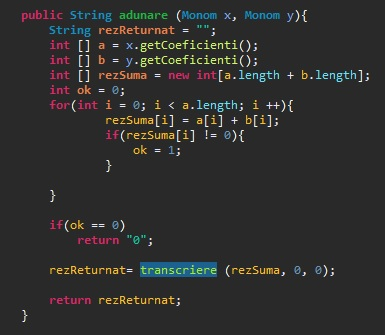 public String adunare (Monom x, Monom y){
String rezReturnat = "";
int [] a = x.getCoeficienti();
int [] b = y.getCoeficienti();
int [] rezSuma = new int[a.length + b.length];
int ok = 0;
for(int i = 0; i < a.length; i ++){
rezSuma[i] = a[i] + b[i];
if(rezSuma[i] != 0){
ok = 1;
}
}
if(ok == 0)
return "0";
rezReturnat= transcriere (rezSuma, 0, 0);
return rezReturnat;
}